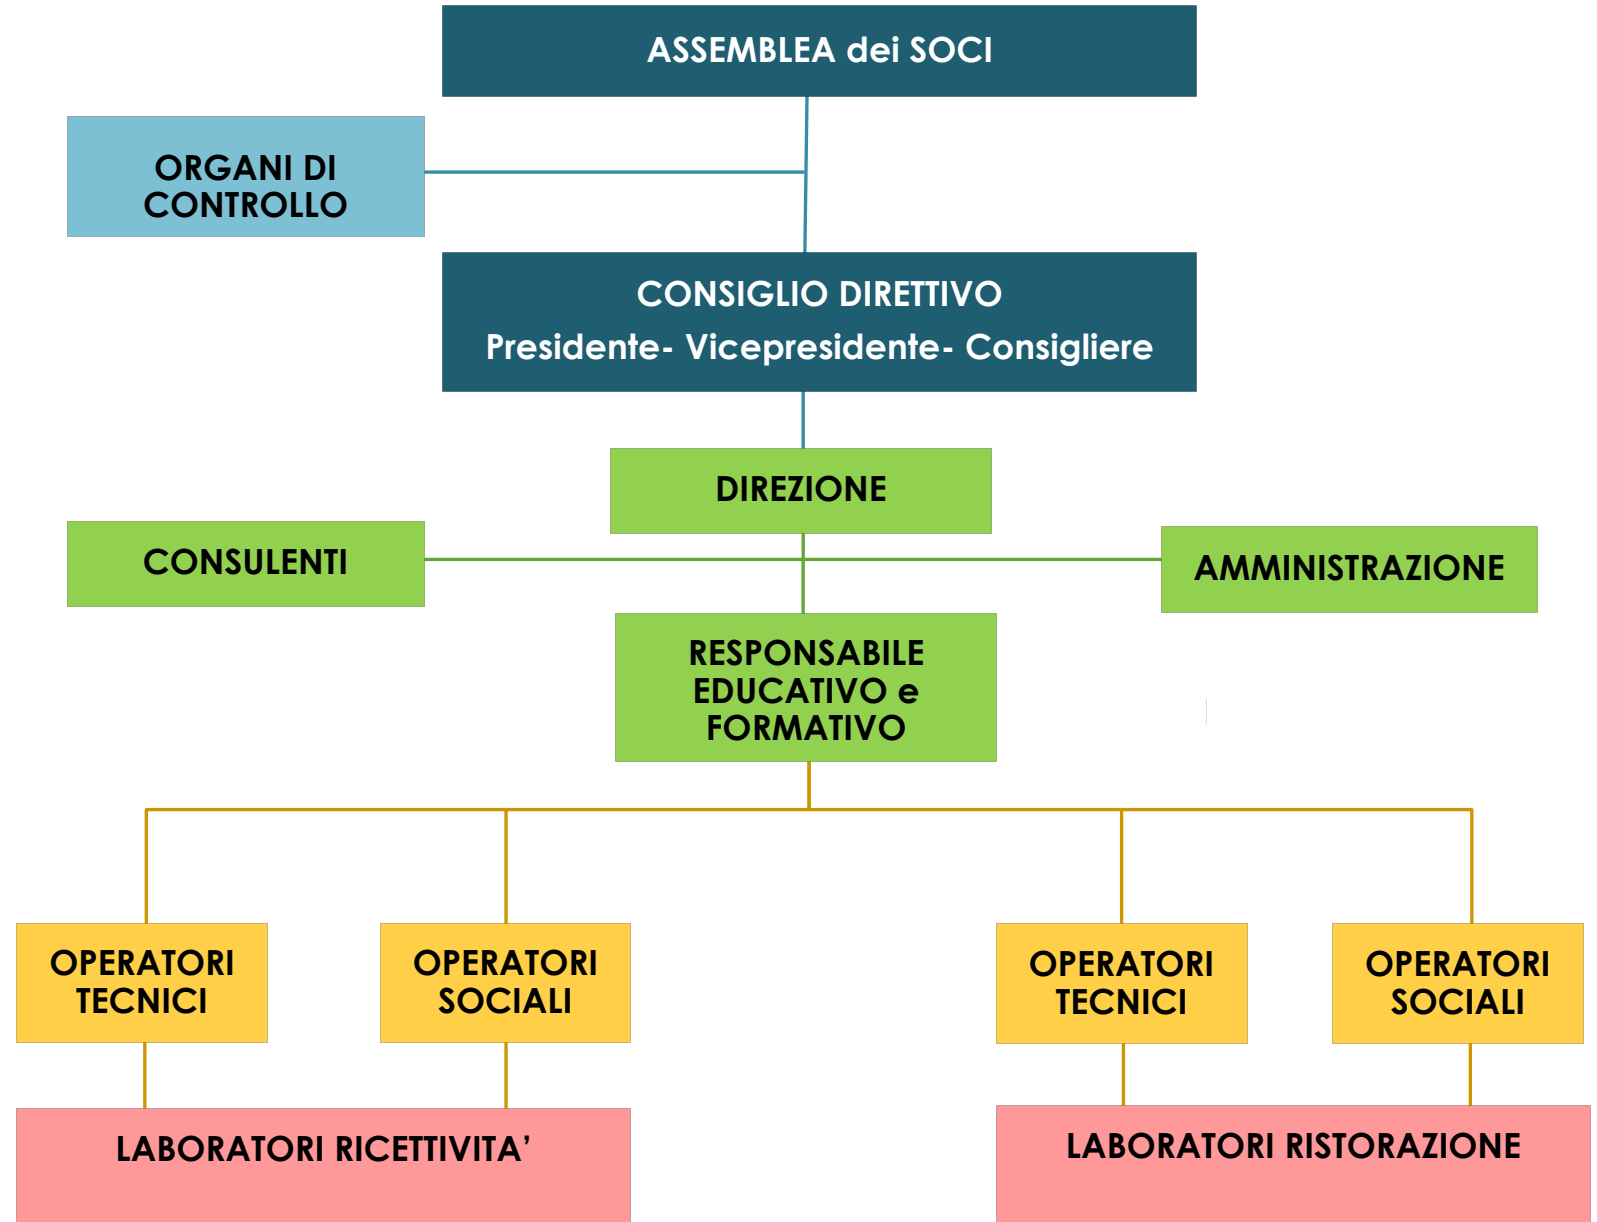 ASSEMBLEA dei SOCI
ORGANI DI
CONTROLLO
CONSIGLIO DIRETTIVO
Presidente- Vicepresidente- Consigliere
DIREZIONE
CONSULENTI
AMMINISTRAZIONE
RESPONSABILE
EDUCATIVO e
FORMATIVO
OPERATORI
TECNICI
OPERATORI
SOCIALI
OPERATORI
TECNICI
OPERATORI
SOCIALI
LABORATORI RICETTIVITA’
LABORATORI RISTORAZIONE